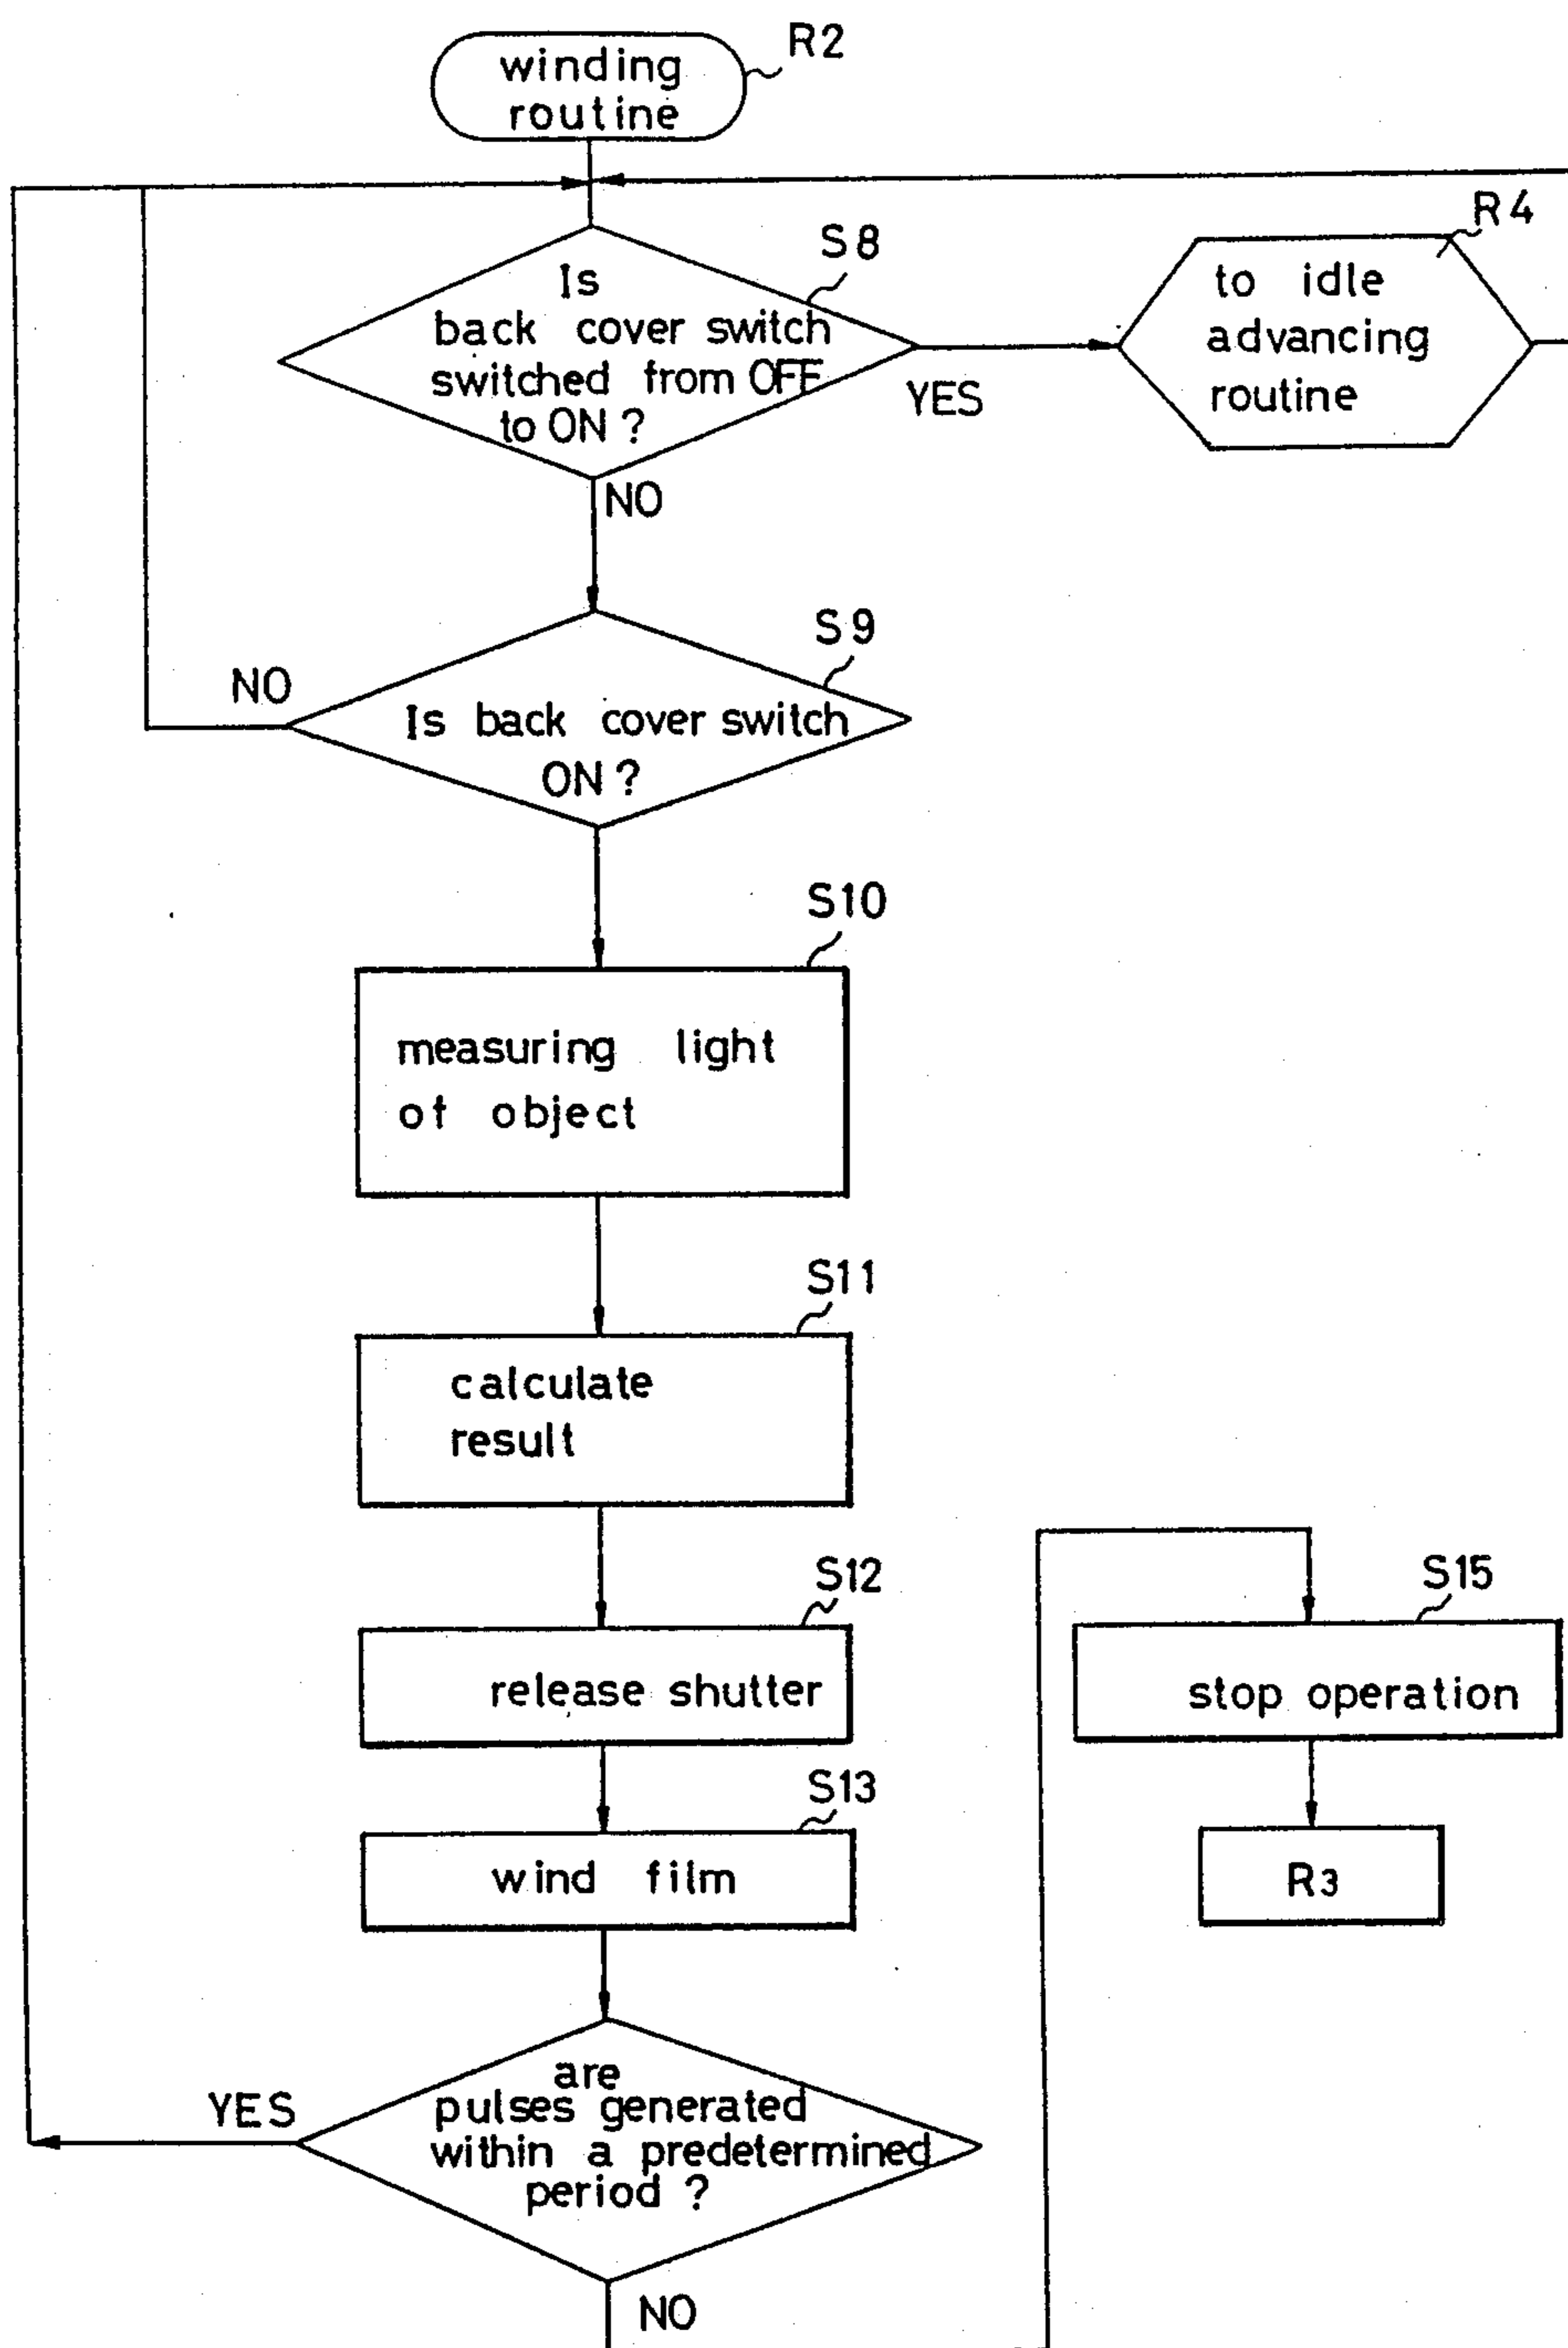 winding
routine
R2
Is
back cover switch
switched from OFF
to ON ?
S8
YES
NO
to idle
advancing
routine
R4
Is back cover switch
ON ?
S9
NO
S10
measuring light
of object
S11
calculate
result
S12
release shutter
S13
wind film
are
pulses generated
within a predetermined
period ?
YES
NO
S15
stop operation
R3